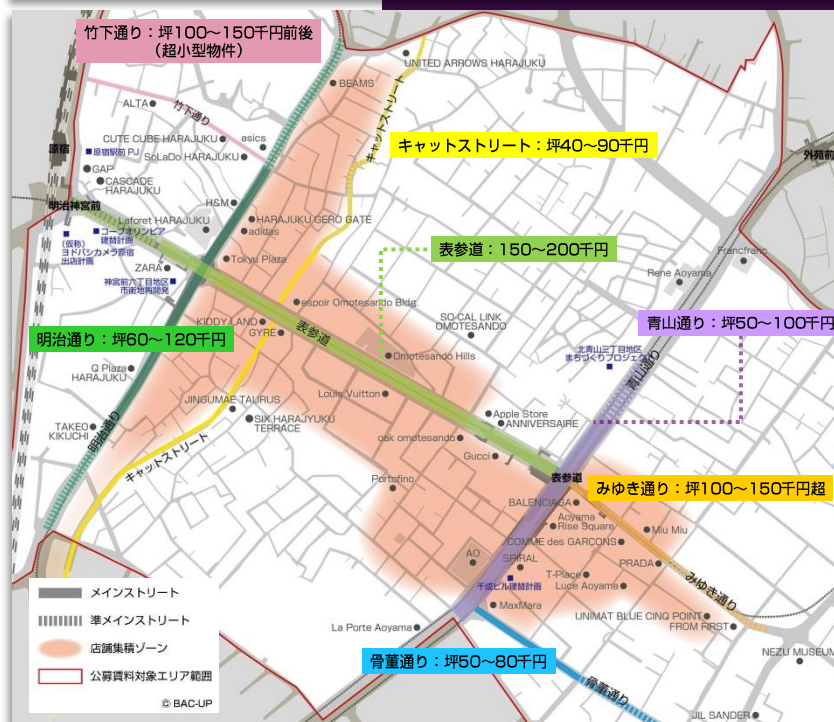 竹下通り：坪100～150千円前後
（超小型物件）
UNITED ARROWS HARAJUKU
BEAMS
ALTA
竹下通り
キャットストリート
CUTE CUBE HARAJUKU
asics
キャットストリート：坪40～90千円
原宿
原宿駅前 PJ
SoLaDo HARAJUKU
外苑前
GAP
CASCADE
HARAJUKU
明治神宮前
H&M
Laforet HARAJUKU
HARAJUKU GERO GATE
コープオリンピア
建替計画
adidas
（仮称）
ヨドバシカメラ原宿
出店計画
表参道：150～200千円
Francfranc
ZARA
Tokyu Plaza
Rene Aoyama
神宮前六丁目地区
市街地再開発
espoir Omotesando Bldg.
SO-CAL LINK
OMOTESANDO
青山通り：坪50～100千円
KIDDY LAND
GYRE
表参道
明治通り：坪60～120千円
北青山三丁目地区
まちづくりプロジェクト
Omotesando Hills
青山通り
Q Plaza
HARAJUKU
Louis Vuitton
JINGUMAE TAURUS
SIX HARAJYUKU
TERRACE
Apple Store
ANNIVERSAIRE
TAKEO
KIKUCHI
明治通り
oak omotesando
Gucci
キャットストリート
表参道
Portofino
みゆき通り：坪100～150千円超
BALENCIAGA
Aoyama
Rise Square
Miu Miu
COMME des GARÇONS
AO
SPIRAL
PRADA
T-Place
みゆき通り
千成ビル建替計画
Luce Aoyama
MaxMara
UNIMAT BLUE CINQ POINT
FROM FIRST
La Porte Aoyama
NEZU MUSEUM
骨董通り：坪50～80千円
骨董通り
JIL SANDER
メインストリート
準メインストリート
店舗集積ゾーン
公募賃料対象エリア範囲
© BAC-UP